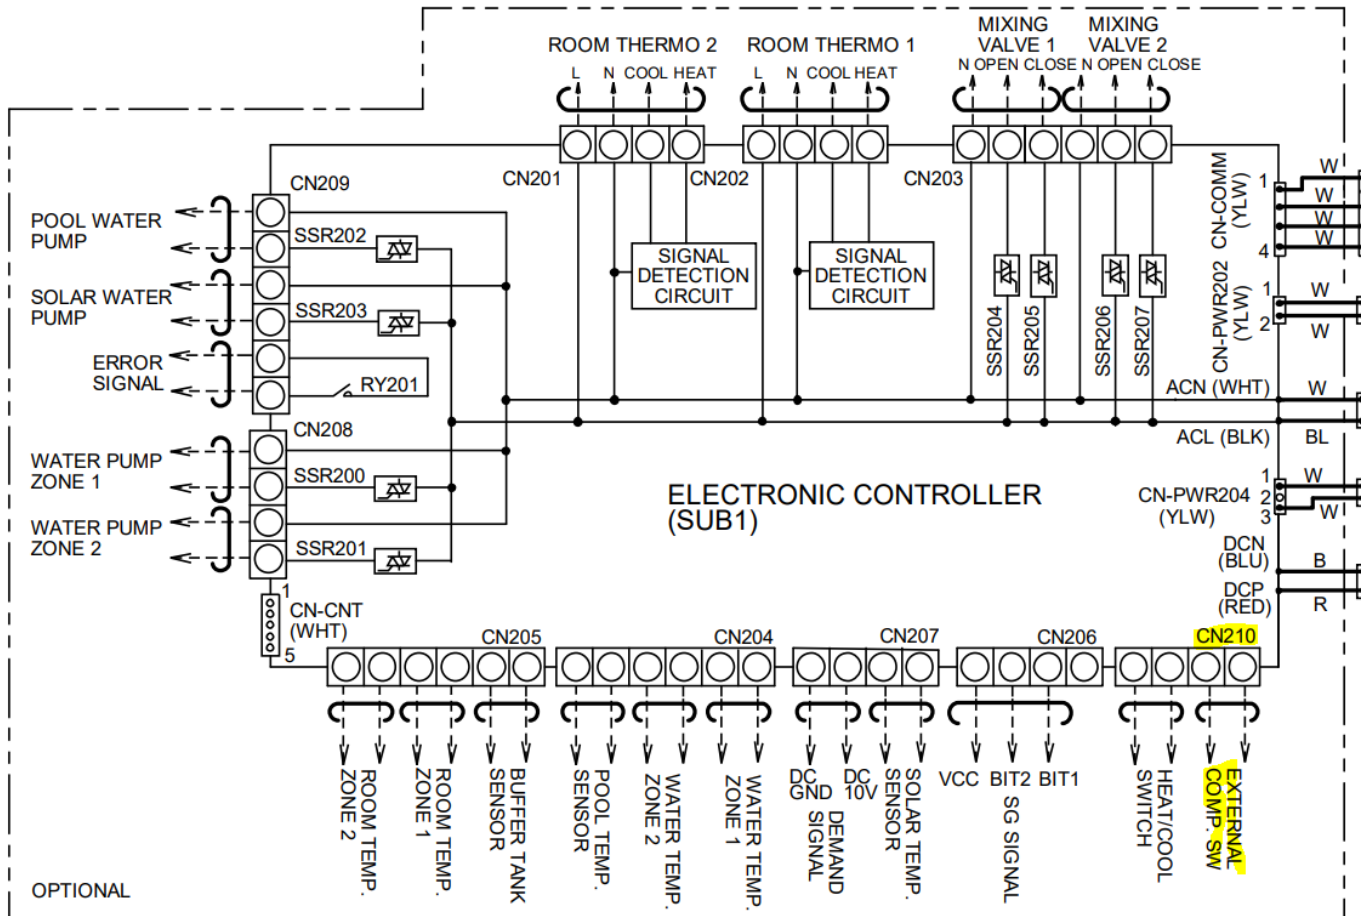 ROOM THERMO 2
L N COOL HEAT
ROOM THERMO 1
L N COOL HEAT
MIXING
VALVE 1
N OPEN CLOSE
MIXING
VALVE 2
N OPEN CLOSE
CN201
CN202
CN203
CN209
POOL WATER
PUMP
SSR202
SOLAR WATER
PUMP
SSR203
ERROR
SIGNAL
RY201
SIGNAL
DETECTION
CIRCUIT
SIGNAL
DETECTION
CIRCUIT
SSR204
SSR205
SSR206
SSR207
CN-COMM
(YLW)
1
4
W
W
W
W
CN-PWR202
(YLW)
1
2
W
W
ACN (WHT)
W
ACL (BLK)
BL
CN208
WATER PUMP
ZONE 1
SSR200
WATER PUMP
ZONE 2
SSR201
ELECTRONIC CONTROLLER
(SUB1)
CN-PWR204
(YLW)
1
2
3
W
W
DCN
(BLU)
B
DCP
(RED)
R
1
CN-CNT
(WHT)
5
CN205
CN204
CN207
CN206
CN210
ROOM TEMP.
ZONE 2
ROOM TEMP.
ZONE 1
BUFFER TANK
SENSOR
POOL TEMP.
SENSOR
WATER TEMP.
ZONE 2
WATER TEMP.
ZONE 1
DC
GND
DC
10V
DEMAND
SIGNAL
SOLAR TEMP.
SENSOR
VCC
BIT2
BIT1
SG SIGNAL
HEAT/COOL
SWITCH
EXTERNAL
COMP. SW
OPTIONAL